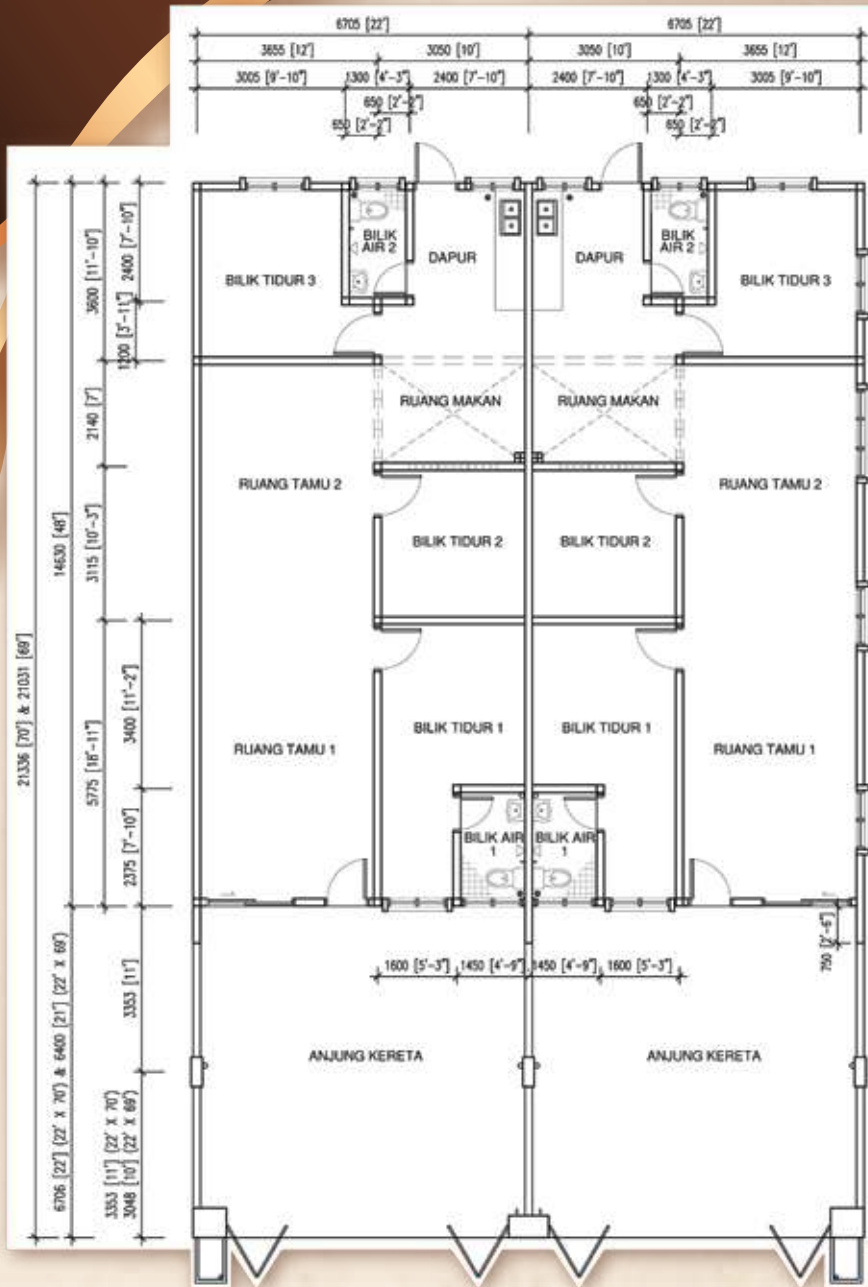 6705 [22'] 6705 [22']
3655 [12'] 3050 [10'] 3050 [10'] 3655 [12']
3005 [9'-10"] 1300 [4'-3"] 2400 [7'-10"] 2400 [7'-10"] 1300 [4'-3"] 3005 [9'-10"]
650 [2'-2"] 650 [2'-2"]
650 [2'-2"] 650 [2'-2"]
21336 [70'] & 21031 [69']
14630 [48']
6706 [22'] (22' X 70') & 6400 [21'] (22' X 69')
3600 [11'-10"]
2140 [7']
3115 [10'-3"]
5775 [18'-11"]
2400 [7'-10"]
1200 [3'-11"]
3400 [11'-2"]
2375 [7'-10"]
3353 [11']
3353 [11'] (22' X 70')
3048 [10'] (22' X 69')
BILIK
AIR 2
BILIK
AIR 2
BILIK TIDUR 3 DAPUR DAPUR BILIK TIDUR 3
RUANG MAKAN RUANG MAKAN
RUANG TAMU 2 RUANG TAMU 2
BILIK TIDUR 2 BILIK TIDUR 2
BILIK TIDUR 1 BILIK TIDUR 1
RUANG TAMU 1 RUANG TAMU 1
BILIK AIR
1
BILIK AIR
1
750 [2'-6"]
1600 [5'-3"] 1450 [4'-9"] 1450 [4'-9"] 1600 [5'-3"]
ANJUNG KERETA ANJUNG KERETA